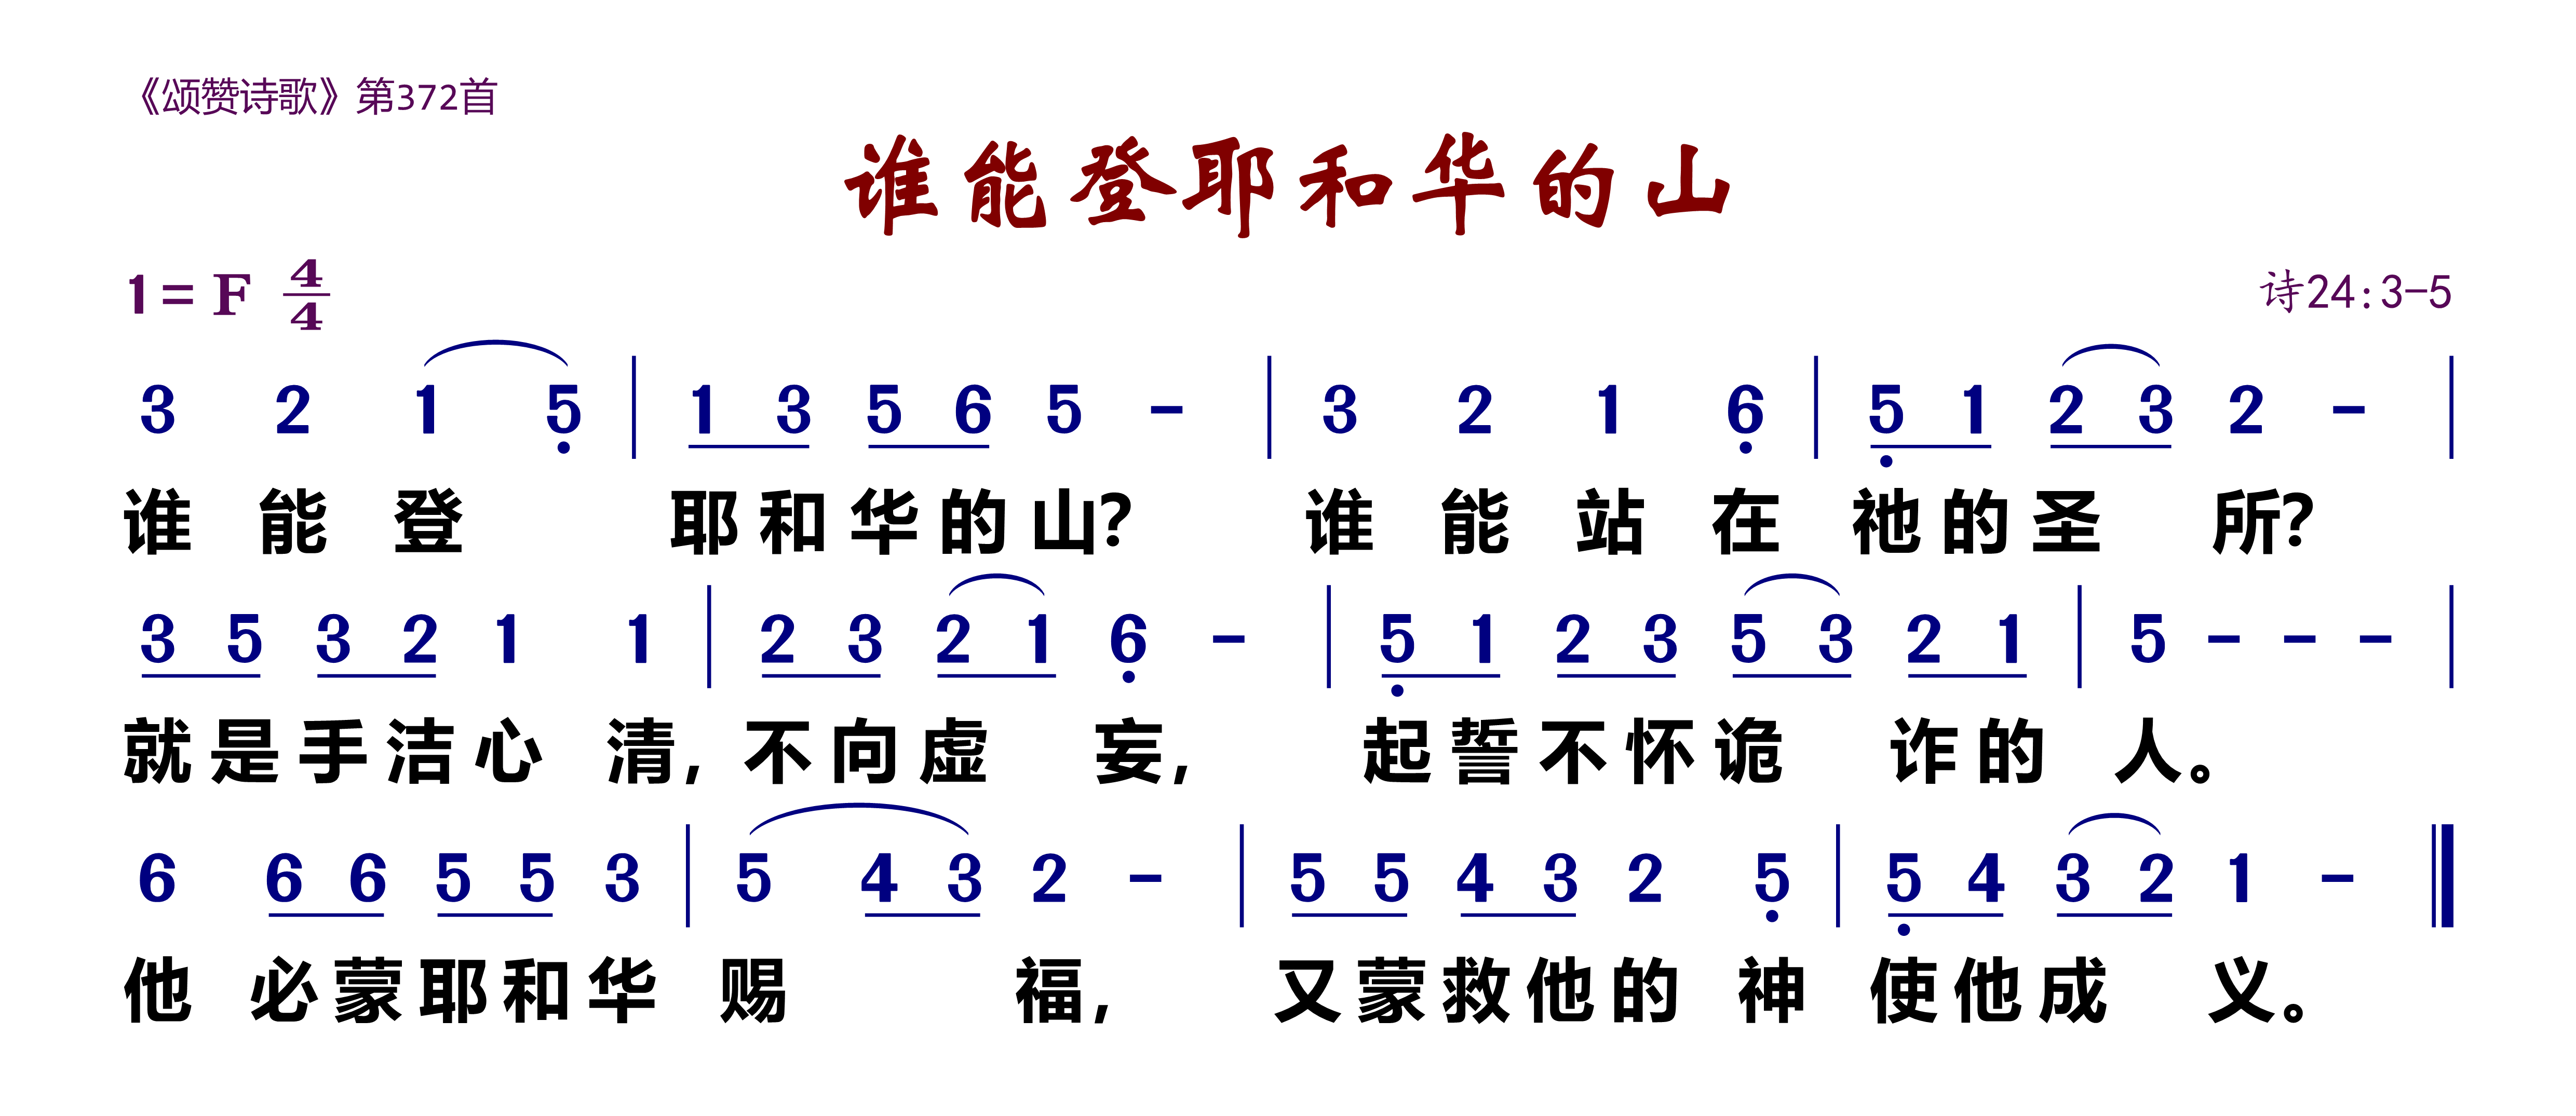 《颂赞诗歌》第372首
谁能登耶和华的山
1=F 4/4 诗24:3-5
3 2 1 5̣ | 1 3 5 6 5 - | 3 2 1 6̣ | 5̣ 1 2 3 2 - |
谁能登耶和华的山？谁能站在祂的圣所？
3 5 3 2 1 1 | 2 3 2 1 6̣ - | 5̣ 1 2 3 5 3 2 1 | 5 - - - |
就是手洁心清，不向虚妄，起誓不怀诡诈的人。
6 6 6 5 5 3 | 5 4 3 2 - | 5 5 4 3 2 5̣ | 5̣ 4 3 2 1 - ‖
他必蒙耶和华赐福，又蒙救他的神使他成义。